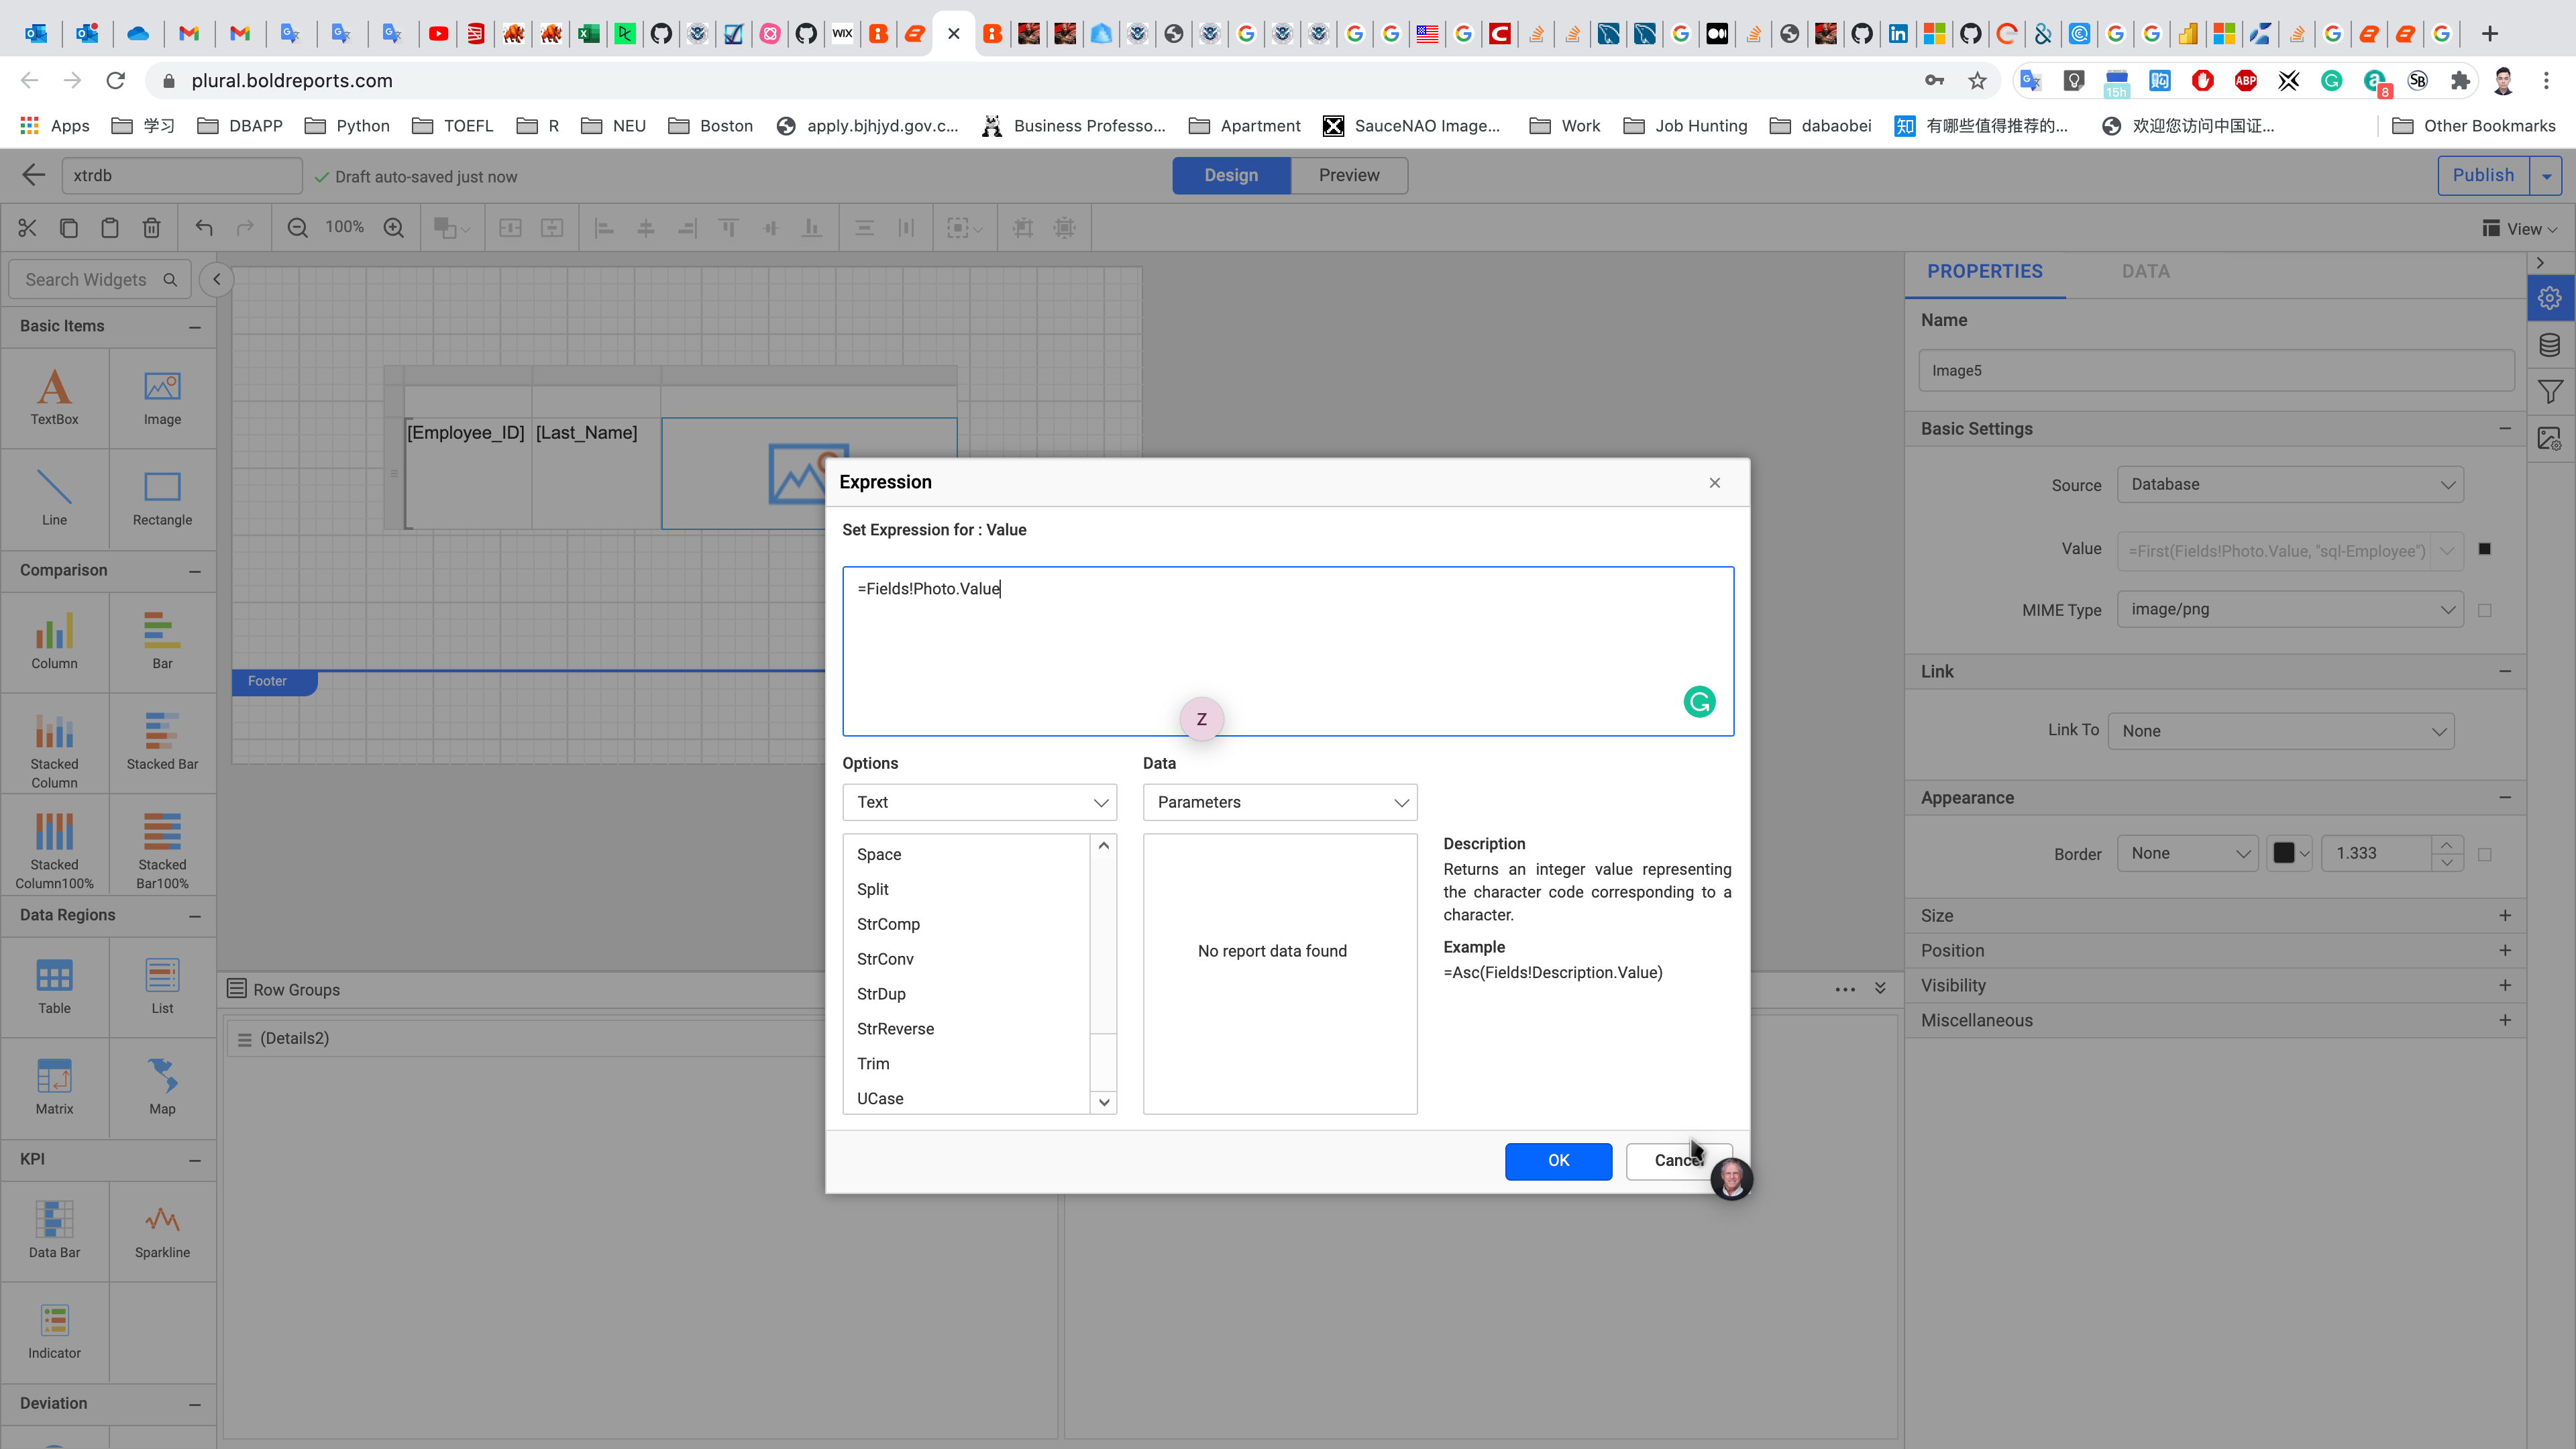 WIX
plural.boldreports.com
15h
ABP
8
SB
Apps
学习
DBAPP
Python
TOEFL
R
NEU
Boston
apply.bjhjyd.gov.c...
Business Professo...
Apartment
SauceNAO Image...
Work
Job Hunting
dabaobei
知
有哪些值得推荐的...
欢迎您访问中国证...
Other Bookmarks
xtrdb
Draft auto-saved just now
Design
Preview
Publish
100%
View
Search Widgets
PROPERTIES
DATA
Basic Items
TextBox
Image
Line
Rectangle
Comparison
Column
Bar
Stacked
Column
Stacked Bar
Stacked
Column100%
Stacked
Bar100%
Data Regions
Table
List
Matrix
Map
KPI
Data Bar
Sparkline
Indicator
Deviation
[Employee_ID]
[Last_Name]
Footer
Row Groups
(Details2)
Expression
Set Expression for : Value
=Fields!Photo.Value
Z
Options
Data
Text
Parameters
Space
Split
StrComp
StrConv
StrDup
StrReverse
Trim
UCase
No report data found
Description
Returns an integer value representing
the character code corresponding to a
character.
Example
=Asc(Fields!Description.Value)
OK
Cancel
Name
Image5
Basic Settings
Source
Database
Value
=First(Fields!Photo.Value, "sql-Employee")
MIME Type
image/png
Link
Link To
None
Appearance
Border
None
1.333
Size
Position
Visibility
Miscellaneous